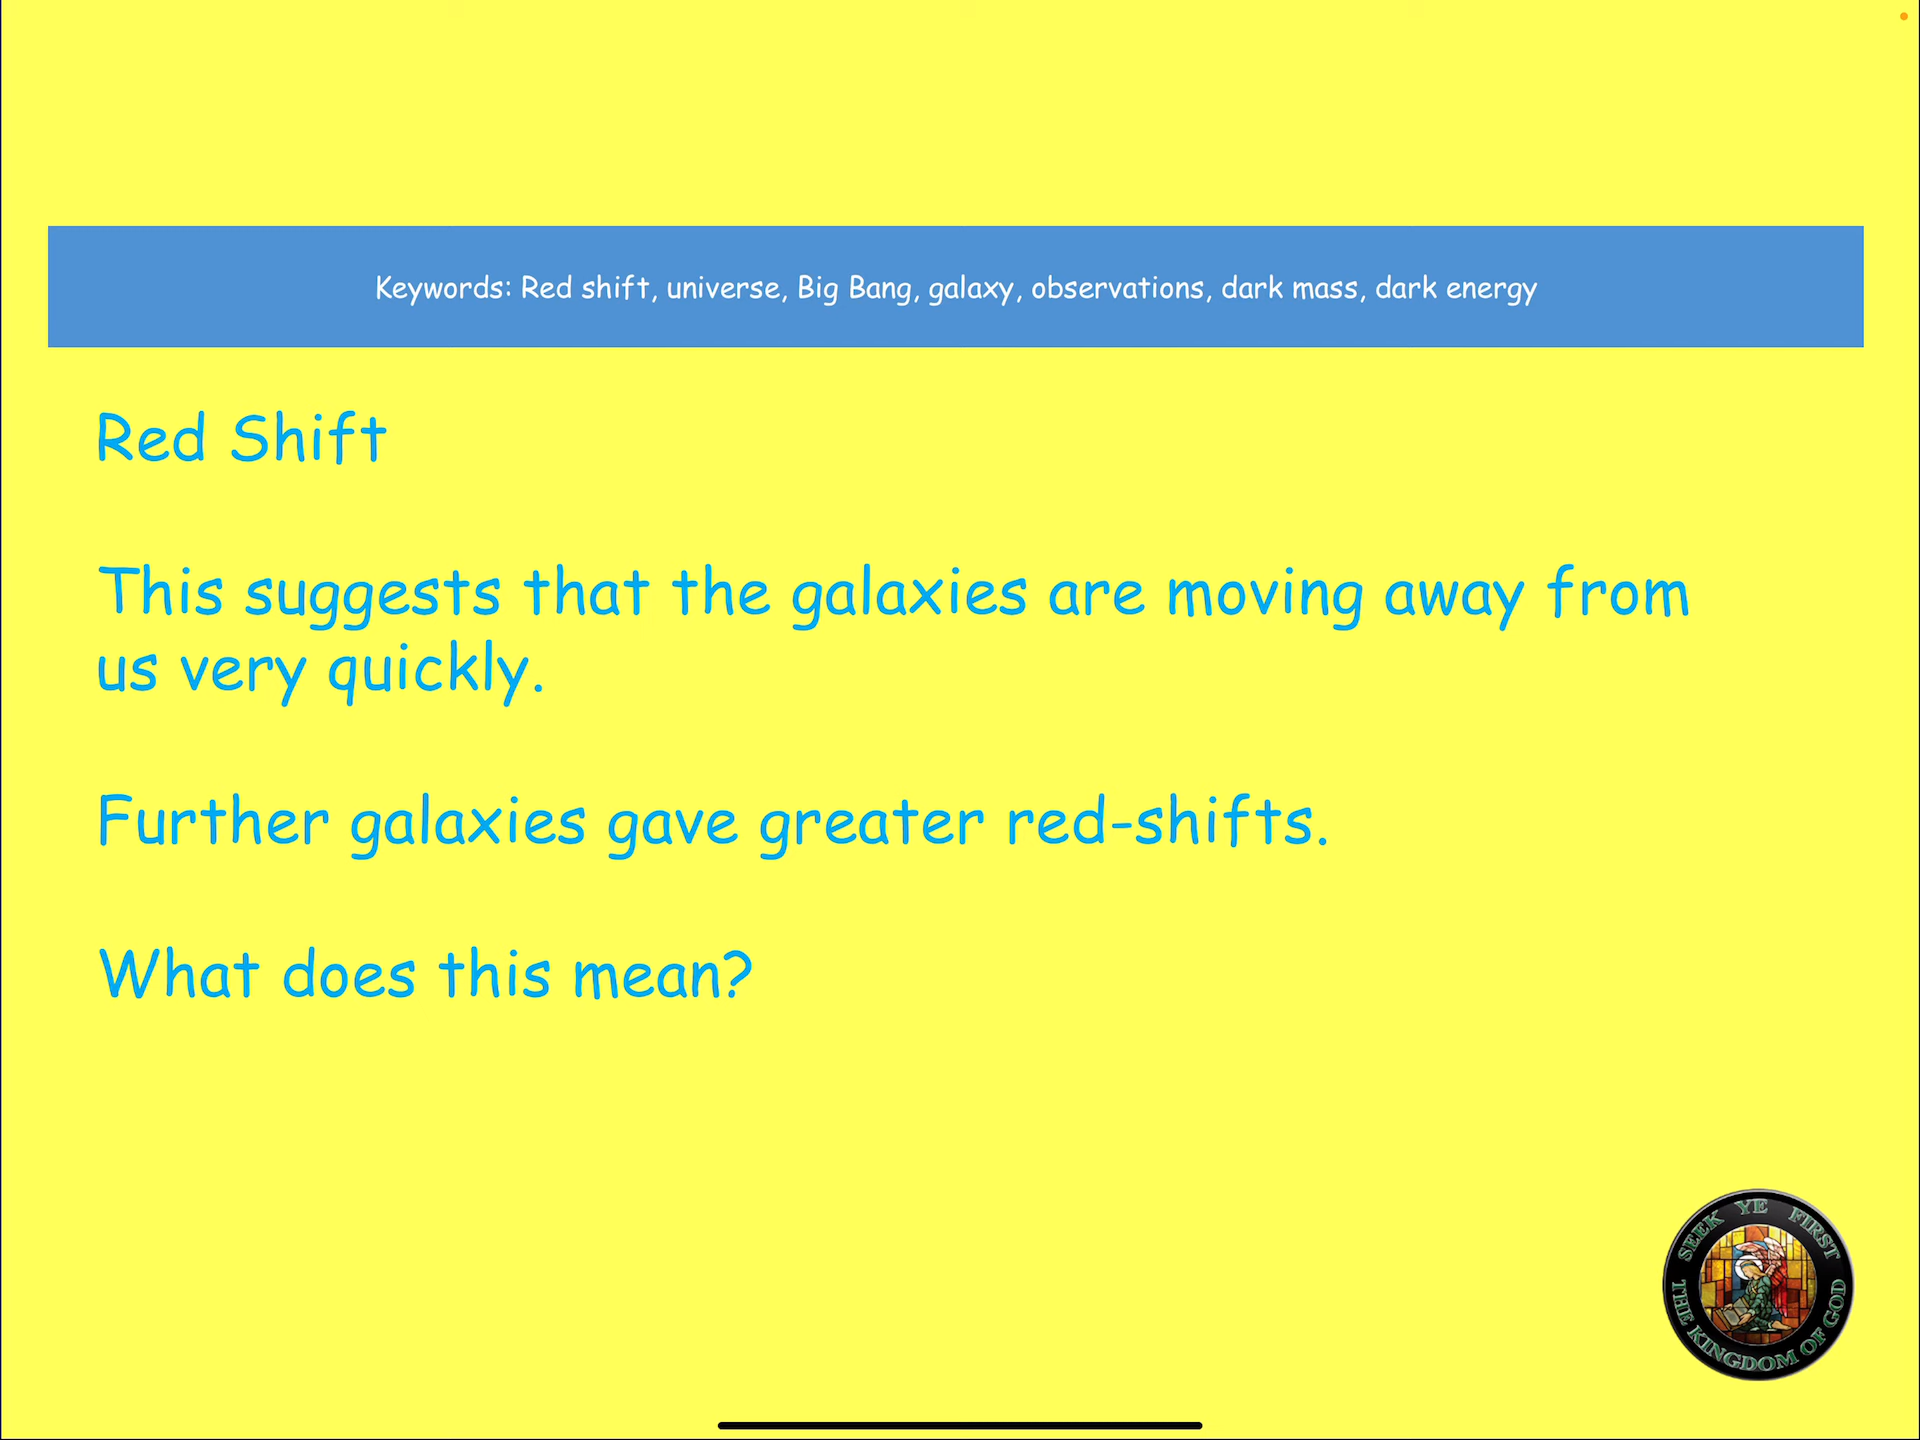 Keywords: Red shift, universe, Big Bang, galaxy, observations, dark mass, dark energy
Red Shift
This suggests that the galaxies are moving away from
us very quickly.
Further galaxies gave greater red-shifts.
What does this mean?
SEEK YE FIRST
THE KINGDOM OF GOD